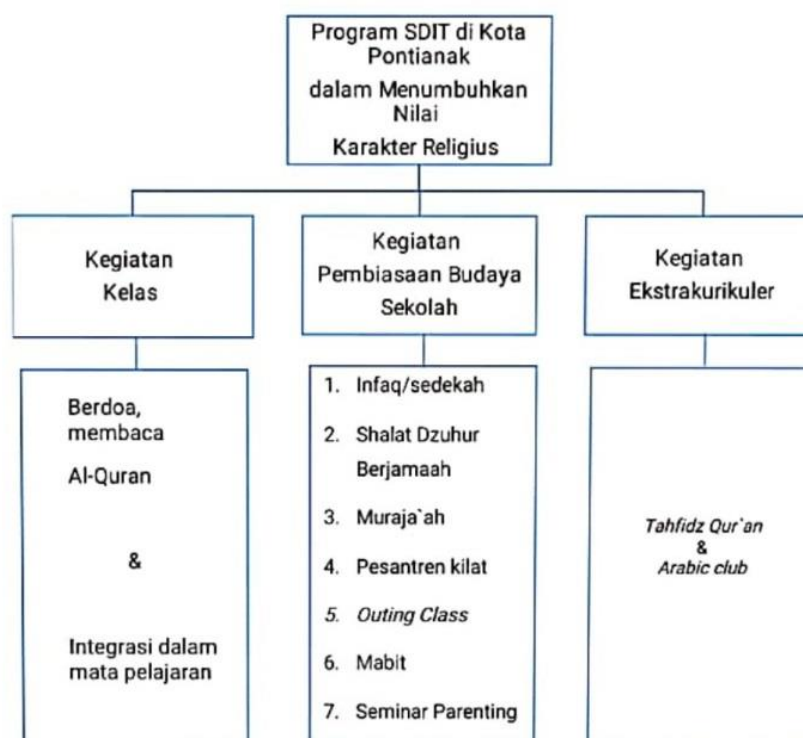 Program SDIT di Kota
Pontianak
dalam Menumbuhkan
Nilai
Karakter Religius
Kegiatan
Kelas
Kegiatan
Pembiasaan Budaya
Sekolah
Kegiatan
Ekstrakurikuler
Berdoa,
membaca
Al-Quran
&
Integrasi dalam
mata pelajaran
1. Infaq/sedekah
2. Shalat Dzuhur
Berjamaah
3. Muraja`ah
4. Pesantren kilat
5. Outing Class
6. Mabit
7. Seminar Parenting
Tahfidz Qur`an
&
Arabic club